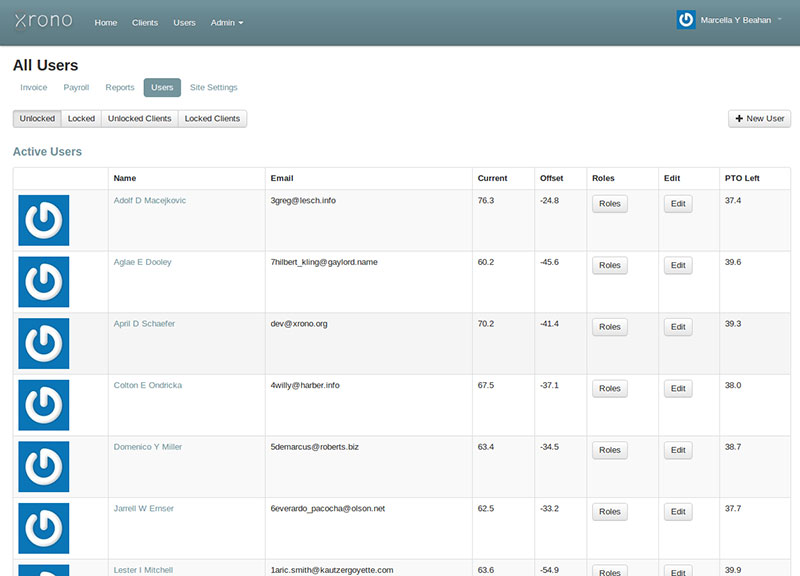 xrono Home Clients Users Admin Marcella Y Beahan
All Users
Invoice Payroll Reports Users Site Settings
Unlocked Locked Unlocked Clients Locked Clients New User
Active Users
Name Email Current Offset Roles Edit PTO Left
Adolf D Macejkovic 3greg@lesch.info 76.3 -24.8 Roles Edit 37.4
Aglae E Dooley 7hilbert_kling@gaylord.name 60.2 -45.6 Roles Edit 39.6
April D Schaefer dev@xrono.org 70.2 -41.4 Roles Edit 39.3
Colton E Ondricka 4willy@harber.info 67.5 -37.1 Roles Edit 38.0
Domenico Y Miller 5demarcus@roberts.biz 63.4 -34.5 Roles Edit 38.7
Jarrell W Ernser 6everardo_pacocha@olson.net 62.5 -33.2 Roles Edit 37.7
Lester I Mitchell 1aric.smith@kautzergoyette.com 63.6 -54.9 Roles Edit 39.9